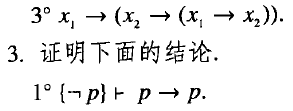 3° x₁ → (x₂ → (x₁ → x₂)).
3. 证明下面的结论.
1° {¬ p} ⊢ p → p.